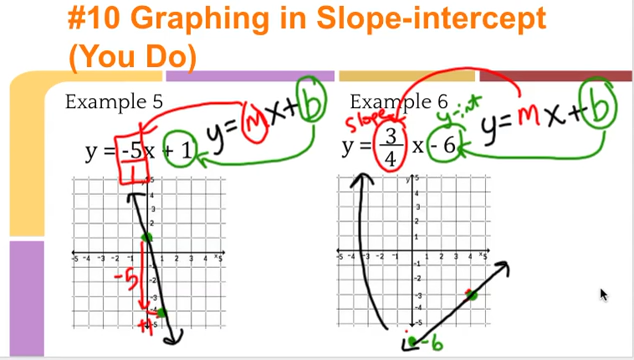 #10 Graphing in Slope-intercept
(You Do)
Example 5
y = mx + b
y = -5x + 1
1
-5
+1
Example 6
slope
y-int
y = mx + b
y = 3/4 x - 6
-6